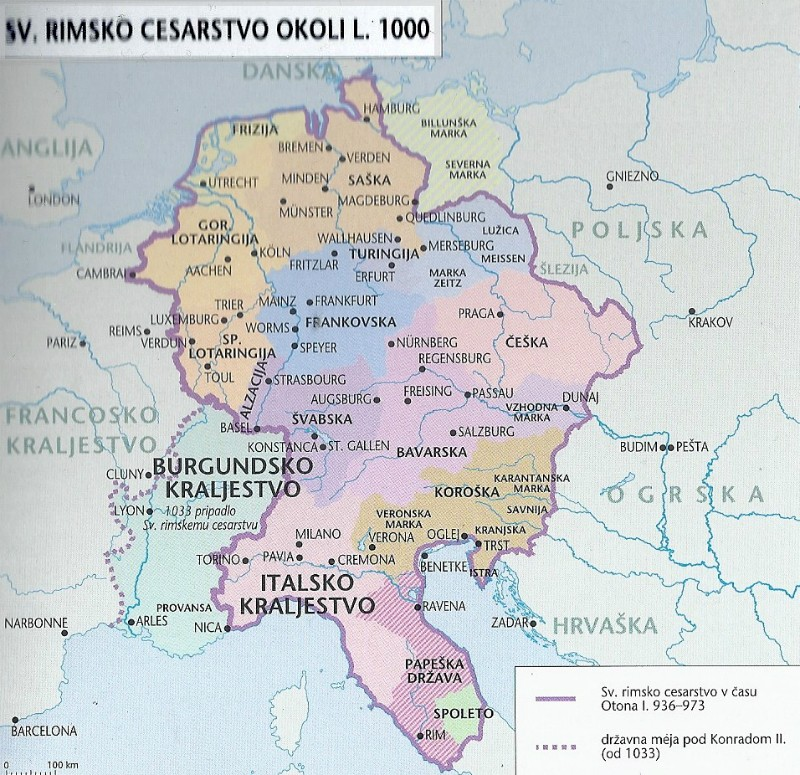 SV. RIMSKO CESARSTVO OKOLI L. 1000
DANSKA
HAMBURG
BILLUNŠKA
MARKA
FRIZIJA
BREMEN
VERDEN
SEVERNA
MARKA
ANGLIJA
LONDON
UTRECHT
MINDEN
SAŠKA
MAGDEBURG
GNIEZNO
MÜNSTER
QUEDLINBURG
GOR.
LOTARINGIJA
WALLHAUSEN
LUŽICA
POLJSKA
FLANDRIJA
KÖLN
TURINGIJA
MERSEBURG
MEISSEN
CAMBRAI
AACHEN
FRITZLAR
ERFURT
MARKA
ZEITZ
ŠLEZIJA
TRIER
MAINZ
FRANKFURT
LUXEMBURG
WORMS
FRANKOVSKA
PRAGA
KRAKOV
REIMS
PARIZ
VERDUN
SP.
LOTARINGIJA
SPEYER
NÜRNBERG
ČEŠKA
REGENSBURG
TOUL
ALZACIJA
STRASBOURG
AUGSBURG
FREISING
PASSAU
DUNAJ
VZHODNA
MARKA
FRANCOSKO
KRALJESTVO
BASEL
ŠVABSKA
KONSTANCA
ST. GALLEN
SALZBURG
BAVARSKA
BUDIM
PEŠTA
CLUNY
BURGUNDSKO
KRALJESTVO
KOROŠKA
KARANTANSKA
MARKA
OGRSKA
LYON
1033 pripadlo
Sv. rimskemu cesarstvu
SAVNIJA
VERONSKA
MARKA
KRANJSKA
MILANO
VERONA
OGLEJ
TRST
TORINO
PAVIA
CREMONA
BENETKE
ISTRA
ITALSKO
KRALJESTVO
PROVANSA
RAVENA
NARBONNE
ARLES
NICA
ZADAR
HRVAŠKA
PAPEŠKA
DRŽAVA
SPOLETO
RIM
BARCELONA
0 100 km
Sv. rimsko cesarstvo v času
Otona I. 936–973
državna méja pod Konradom II.
(od 1033)